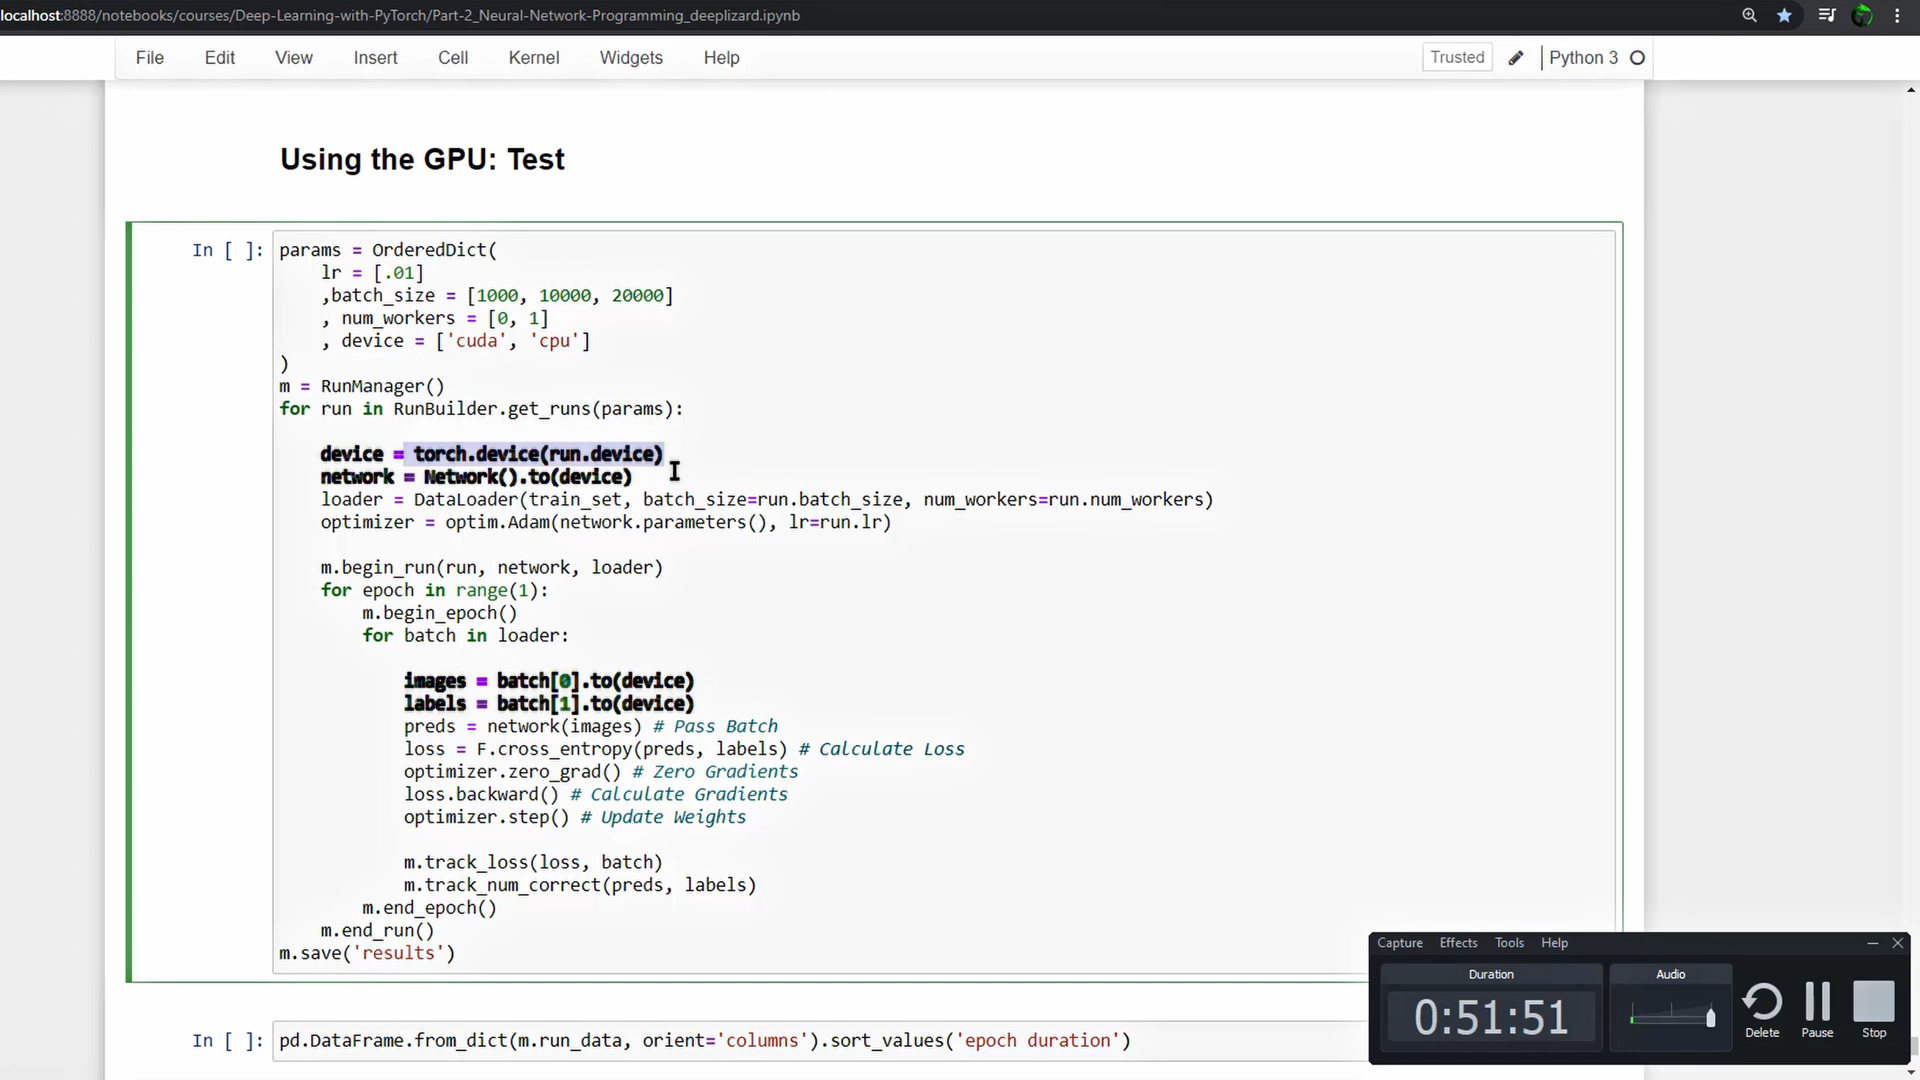 localhost:8888/notebooks/courses/Deep-Learning-with-PyTorch/Part-2_Neural-Network-Programming_deeplizard.ipynb
File Edit View Insert Cell Kernel Widgets Help Trusted Python 3
Using the GPU: Test
In [ ]: params = OrderedDict(
    lr = [.01]
    ,batch_size = [1000, 10000, 20000]
    , num_workers = [0, 1]
    , device = ['cuda', 'cpu']
)
m = RunManager()
for run in RunBuilder.get_runs(params):
    device = torch.device(run.device)
    network = Network().to(device)
    loader = DataLoader(train_set, batch_size=run.batch_size, num_workers=run.num_workers)
    optimizer = optim.Adam(network.parameters(), lr=run.lr)
    m.begin_run(run, network, loader)
    for epoch in range(1):
        m.begin_epoch()
        for batch in loader:
            images = batch[0].to(device)
            labels = batch[1].to(device)
            preds = network(images) # Pass Batch
            loss = F.cross_entropy(preds, labels) # Calculate Loss
            optimizer.zero_grad() # Zero Gradients
            loss.backward() # Calculate Gradients
            optimizer.step() # Update Weights
            m.track_loss(loss, batch)
            m.track_num_correct(preds, labels)
        m.end_epoch()
    m.end_run()
m.save('results')
In [ ]: pd.DataFrame.from_dict(m.run_data, orient='columns').sort_values('epoch duration')
Capture Effects Tools Help
Duration Audio
0:51:51
Delete Pause Stop